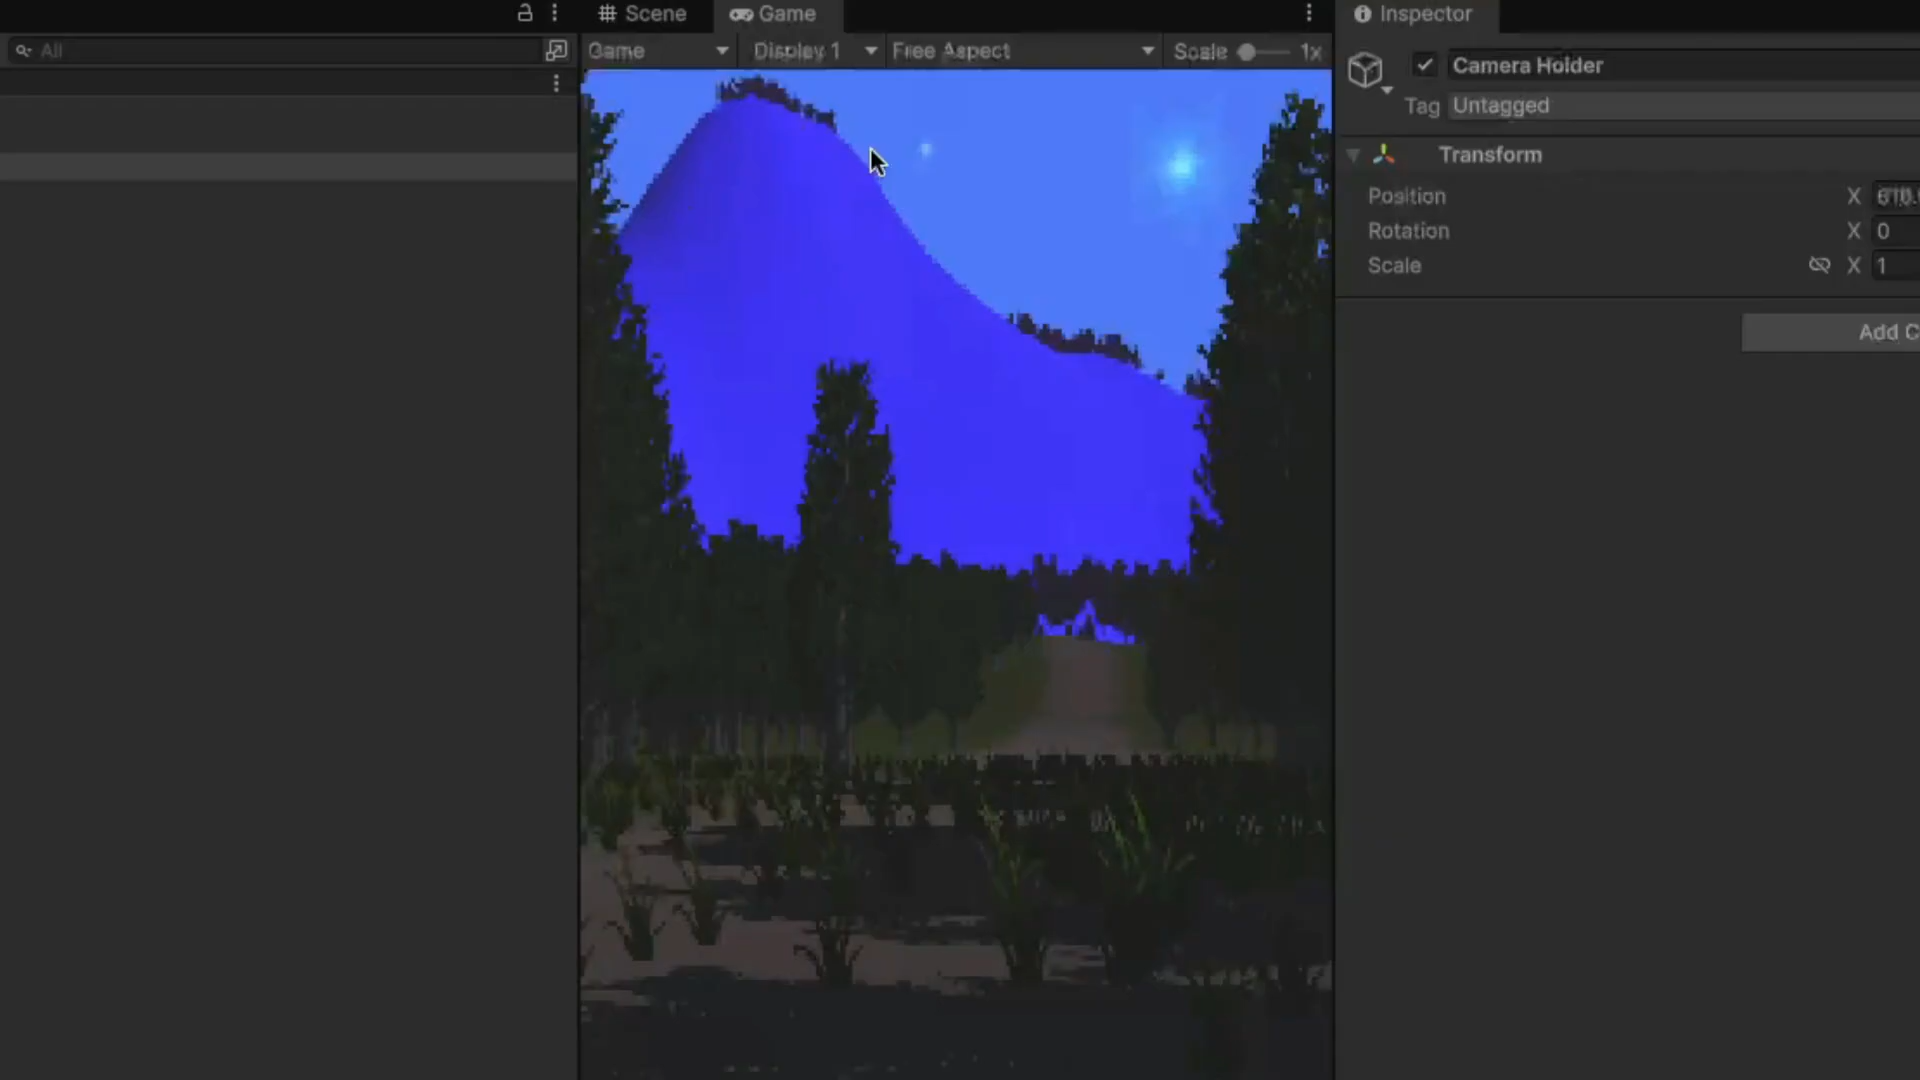 Scene Game Inspector
All Game Display 1 Free Aspect Scale 1x
Camera Holder
Tag Untagged
Transform
Position X
Rotation X 0
Scale X 1
Add C